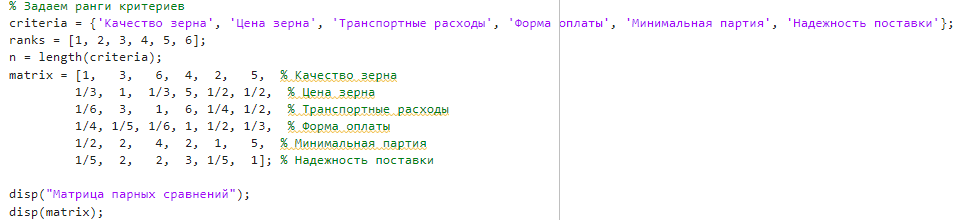 % Задаем ранги критериев
criteria = {'Качество зерна', 'Цена зерна', 'Транспортные расходы', 'Форма оплаты', 'Минимальная партия', 'Надежность поставки'};
ranks = [1, 2, 3, 4, 5, 6];
n = length(criteria);
matrix = [1,   3,   6,  4,  2,   5,  % Качество зерна
         1/3,  1,  1/3, 5, 1/2, 1/2,  % Цена зерна
         1/6,  3,   1,  6, 1/4, 1/2,  % Транспортные расходы
         1/4, 1/5, 1/6, 1, 1/2, 1/3,  % Форма оплаты
         1/2,  2,   4,  2,  1,   5,  % Минимальная партия
         1/5,  2,   2,  3, 1/5,  1]; % Надежность поставки
disp("Матрица парных сравнений");
disp(matrix);